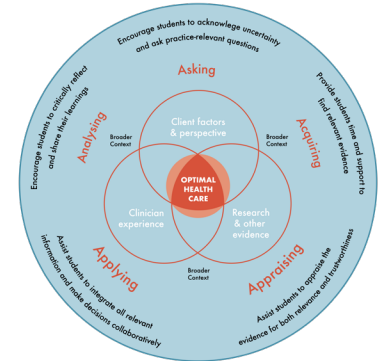 Encourage students to acknowlege uncertainty
and ask practice-relevant questions
Asking
Provide students time and support to
find relevant evidence
Acquiring
Assist students to appraise the
evidence for both relevance and trustworthiness
Appraising
Assist students to integrate all relevant
information and make decisions collaboratively
Applying
Encourage students to critically reflect
and share their learnings
Analysing
Client factors
& perspective
Broader
Context
Broader
Context
OPTIMAL
HEALTH
CARE
Clinician
experience
Research
& other
evidence
Broader
Context